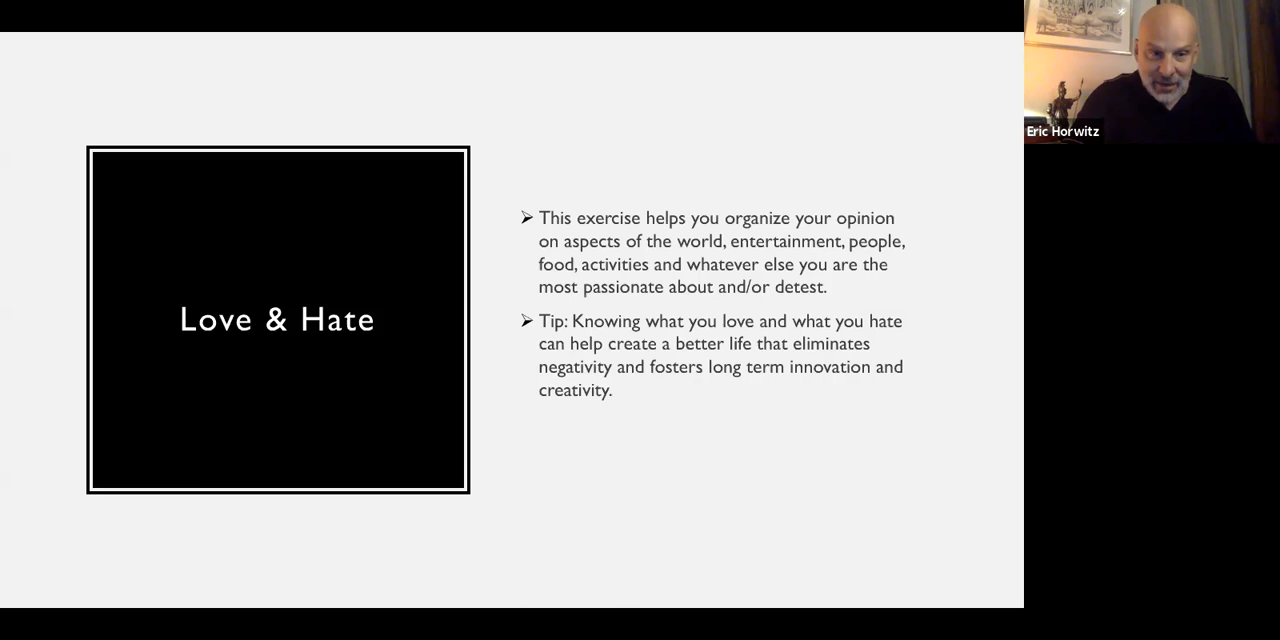 Love & Hate
➢ This exercise helps you organize your opinion
on aspects of the world, entertainment, people,
food, activities and whatever else you are the
most passionate about and/or detest.
➢ Tip: Knowing what you love and what you hate
can help create a better life that eliminates
negativity and fosters long term innovation and
creativity.
Eric Horwitz